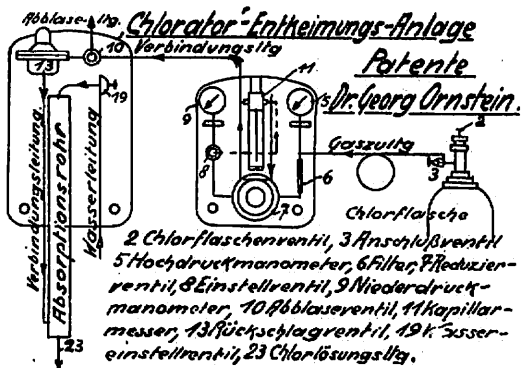 Chlorator-Entkeimungs-Anlage
Patente
Dr. Georg Ornstein.
Abblase-ltg.
10
Verbindungsltg
13
19
Verbindungsleitung.
Absorptionsrohr
Wasserleitung
23
11
9
5
8
6
7
Gaszultg
2
3
Chlorflasche
2 Chlorflaschenventil, 3 Anschlußventil
5 Hochdruckmanometer, 6 Filter, 7 Reduzier-
ventil, 8 Einstellventil, 9 Niederdruck-
manometer, 10 Abblaseventil, 11 Kapillar-
messer, 13 Rückschlagventil, 19
einstellventil, 23 Chlorlösungsltg.